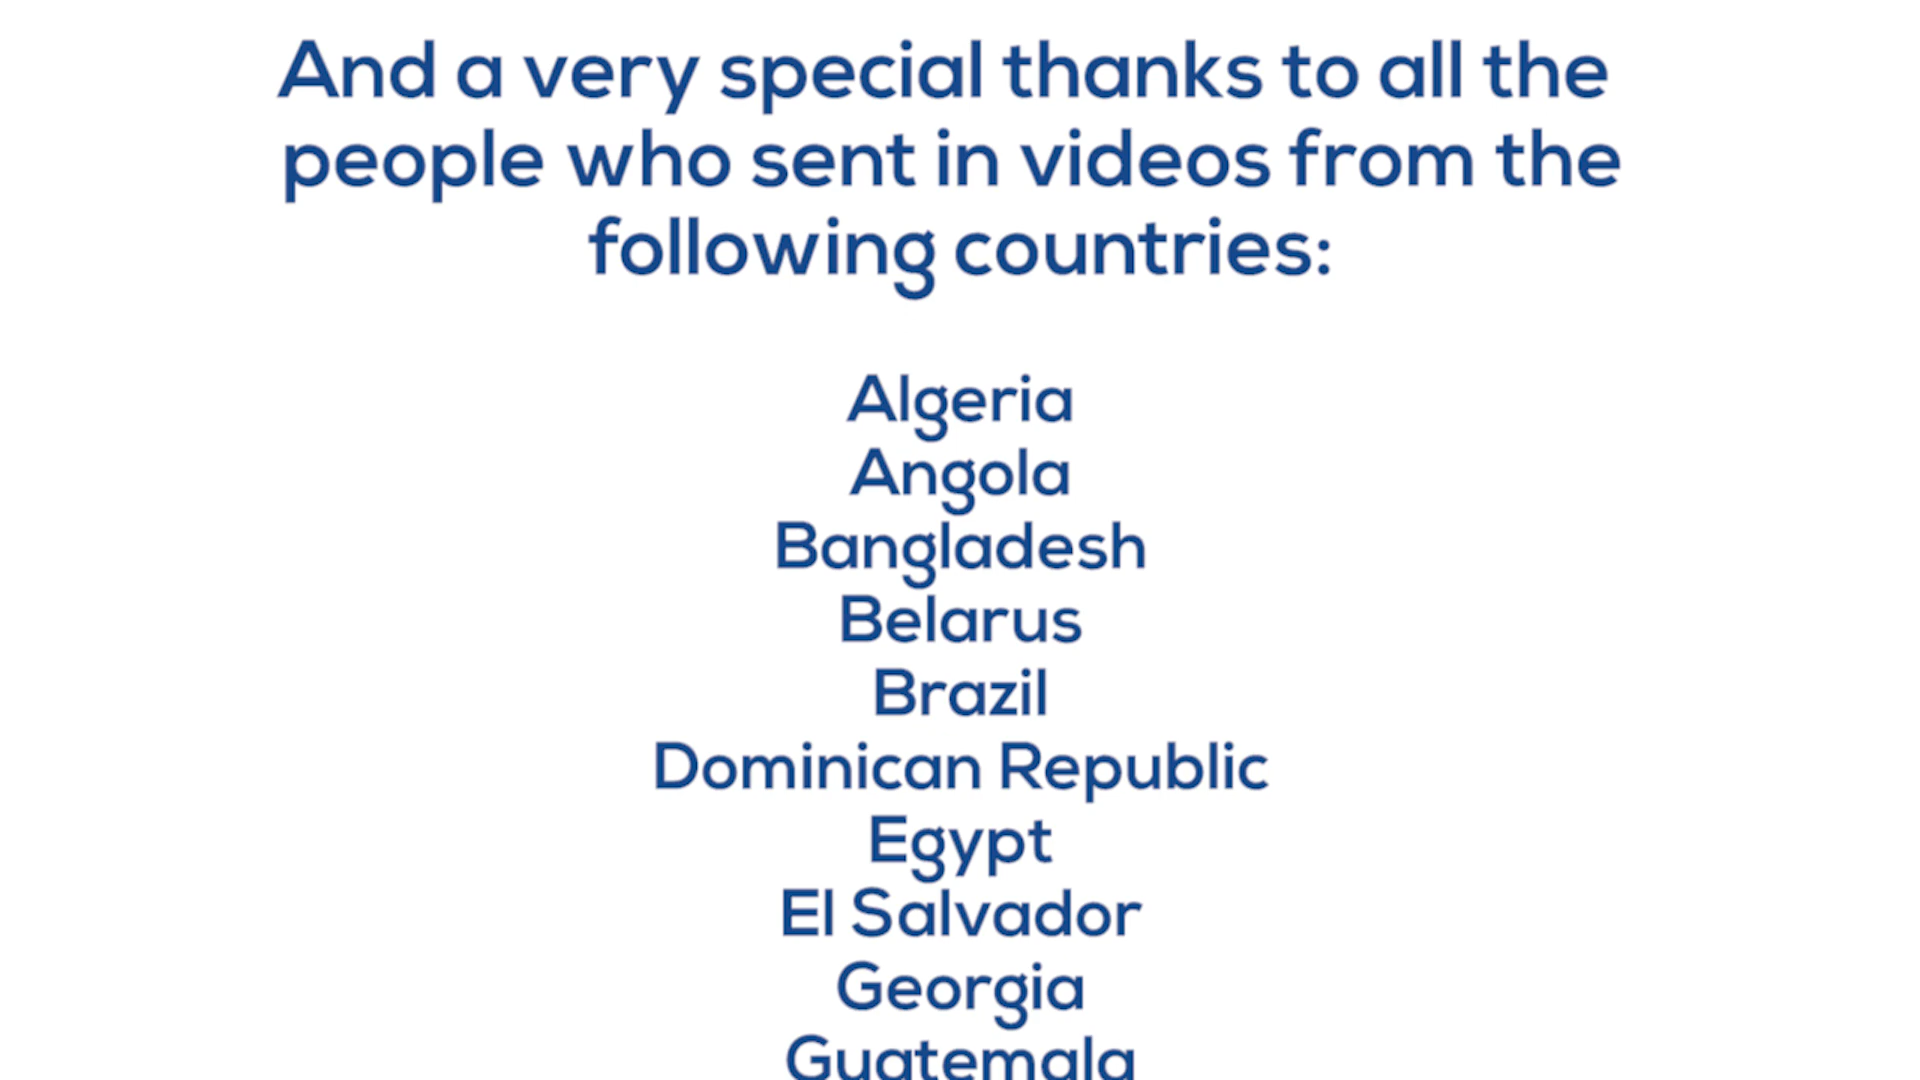 And a very special thanks to all the
people who sent in videos from the
following countries:
Algeria
Angola
Bangladesh
Belarus
Brazil
Dominican Republic
Egypt
El Salvador
Georgia
Guatemala